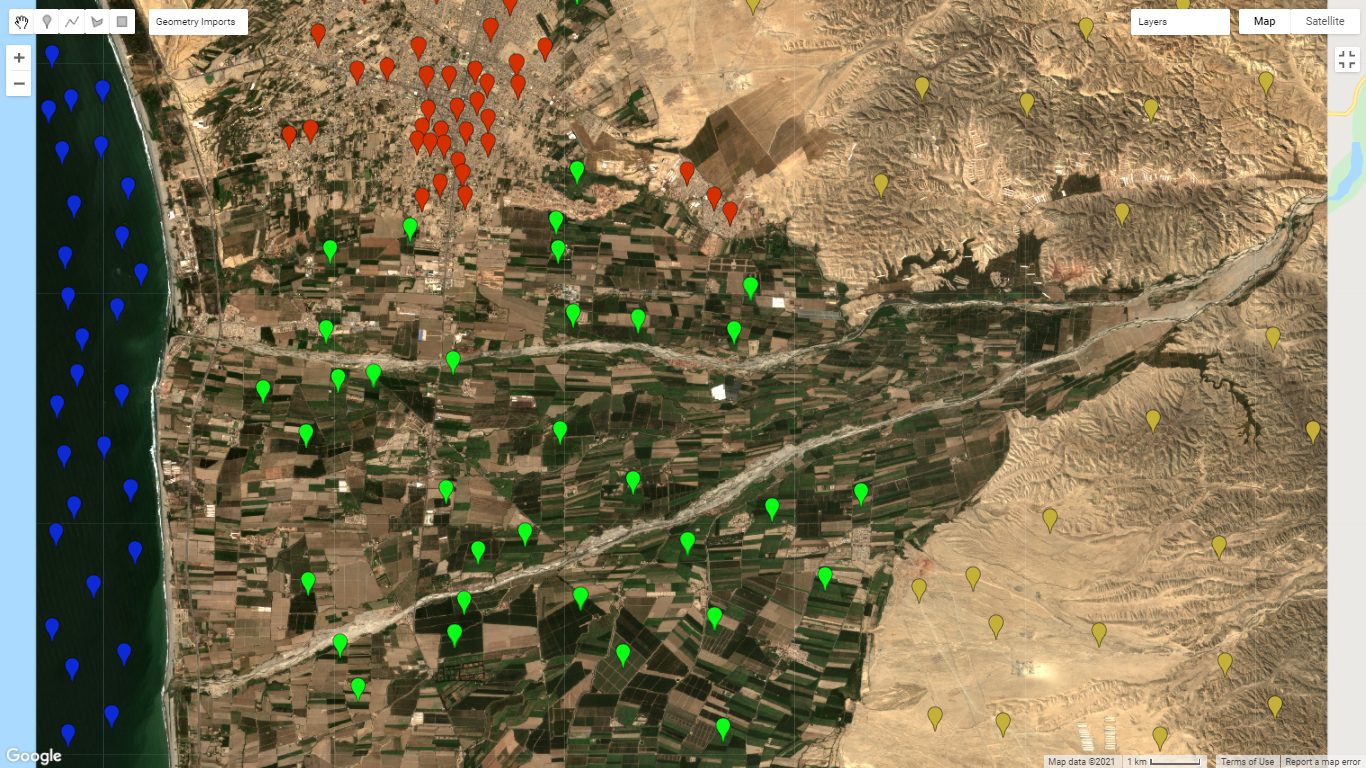 Geometry Imports
Layers
Map
Satellite
Google
Map data ©2021
1 km
Terms of Use
Report a map error